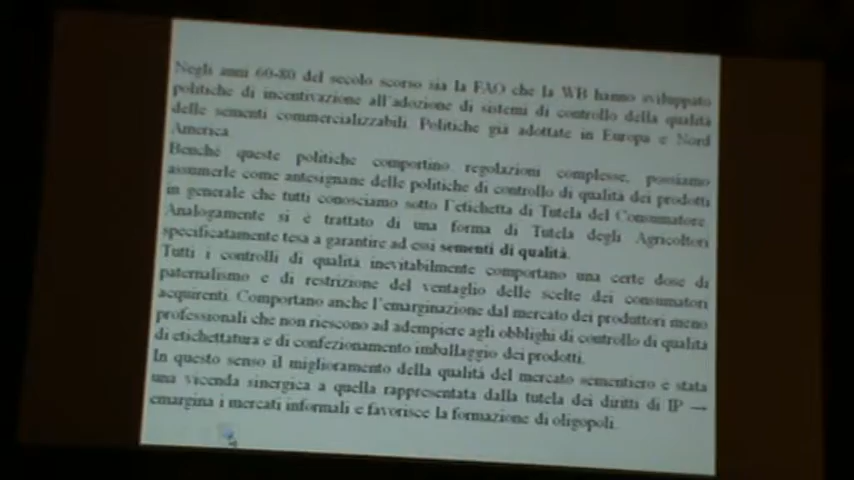 Negli anni 60-80 del secolo scorso sia la FAO che la WB hanno sviluppato
politiche di incentivazione all'adozione di sistemi di controllo della qualità
delle sementi commercializzabili. Politiche già adottate in Europa e Nord
America.
Benché queste politiche comportino regolazioni complesse, possiamo
assumerle come antesignane delle politiche di controllo di qualità dei prodotti
in generale che tutti conosciamo sotto l'etichetta di Tutela del Consumatore.
Analogamente si è trattato di una forma di Tutela degli Agricoltori
specificatamente tesa a garantire ad essi sementi di qualità.
Tutti i controlli di qualità inevitabilmente comportano una certe dose di
paternalismo e di restrizione del ventaglio delle scelte dei consumatori
acquirenti. Comportano anche l'emarginazione dal mercato dei produttori meno
professionali che non riescono ad adempiere agli obblighi di controllo di qualità
di etichettatura e di confezionamento imballaggio dei prodotti.
In questo senso il miglioramento della qualità del mercato sementiero è stata
una vicenda sinergica a quella rappresentata dalla tutela dei diritti di IP →
emargina i mercati informali e favorisce la formazione di oligopoli.